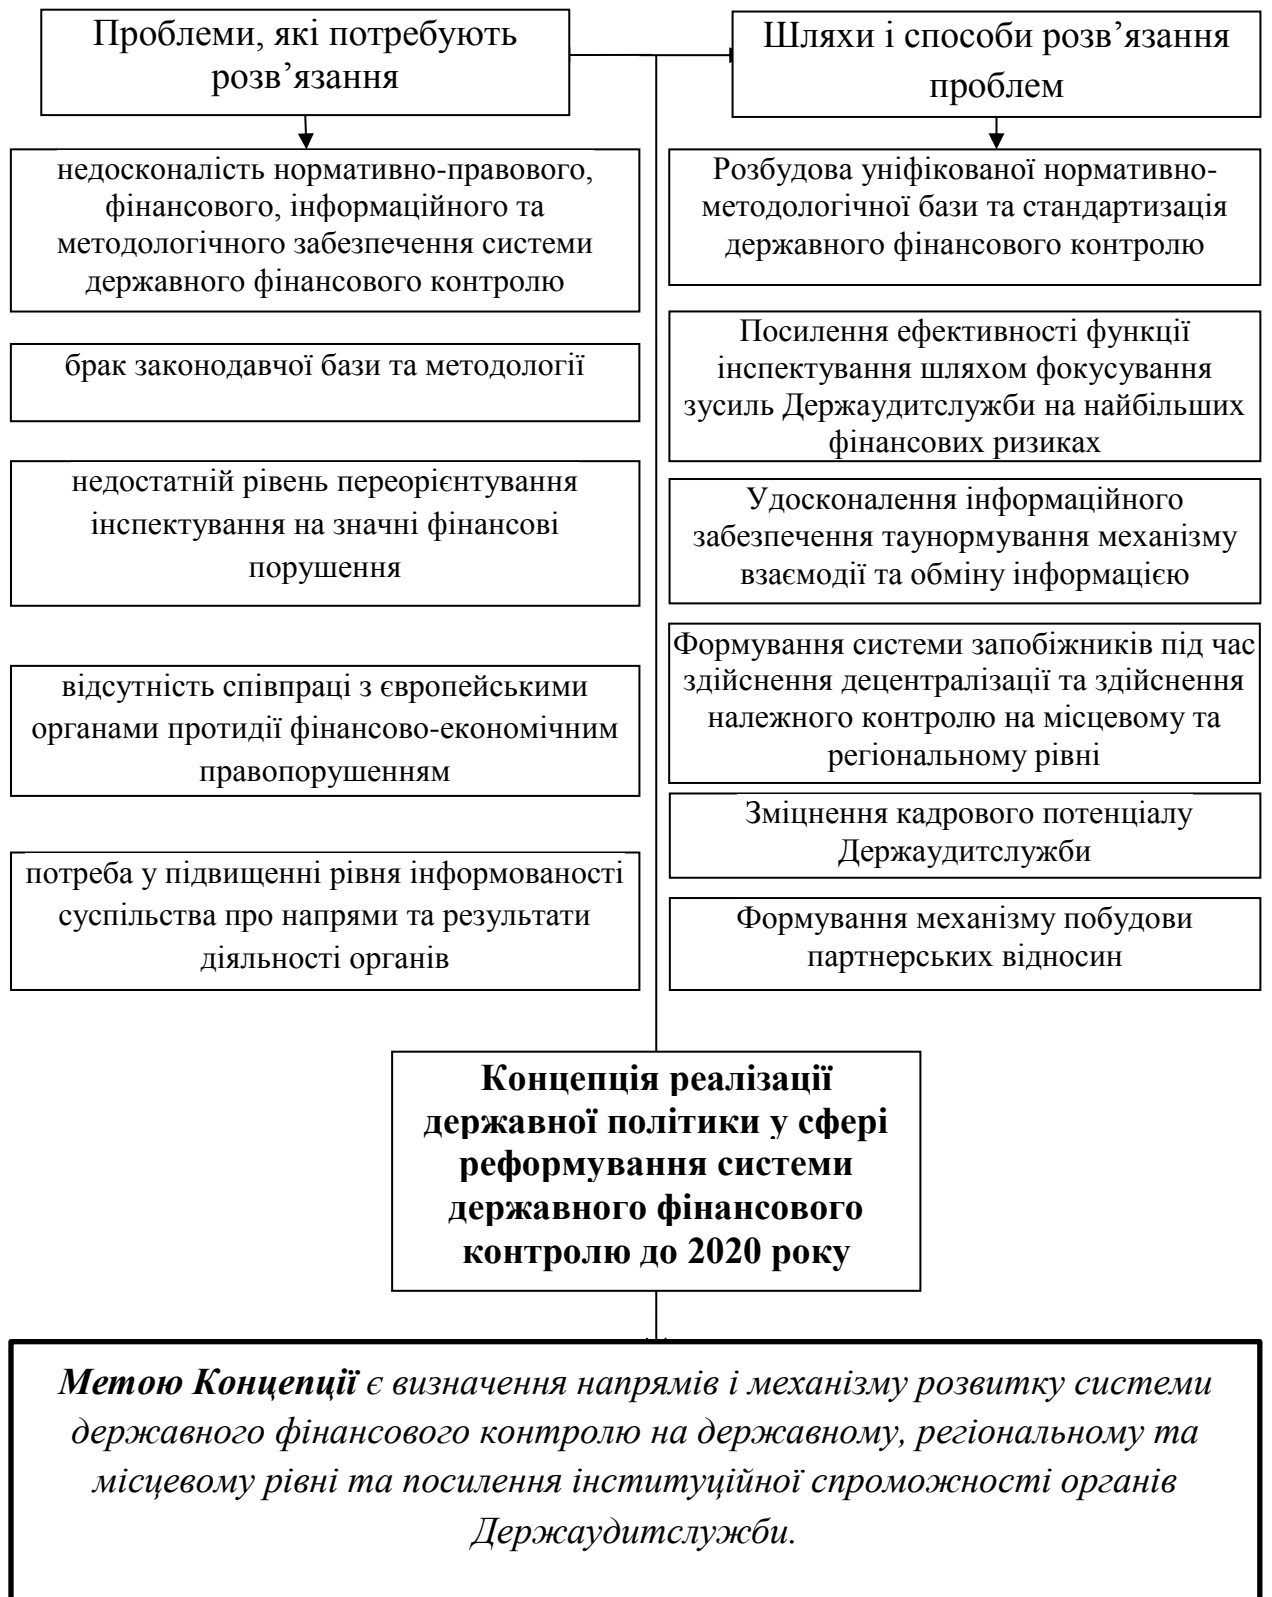 Проблеми, які потребують
розв’язання
недосконалість нормативно-правового,
фінансового, інформаційного та
методологічного забезпечення системи
державного фінансового контролю
брак законодавчої бази та методології
недостатній рівень переорієнтування
інспектування на значні фінансові
порушення
відсутність співпраці з європейськими
органами протидії фінансово-економічним
правопорушенням
потреба у підвищенні рівня інформованості
суспільства про напрями та результати
діяльності органів
Шляхи і способи розв’язання
проблем
Розбудова уніфікованої нормативно-
методологічної бази та стандартизація
державного фінансового контролю
Посилення ефективності функції
інспектування шляхом фокусування
зусиль Держаудитслужби на найбільших
фінансових ризиках
Удосконалення інформаційного
забезпечення таунормування механізму
взаємодії та обміну інформацією
Формування системи запобіжників під час
здійснення децентралізації та здійснення
належного контролю на місцевому та
регіональному рівні
Зміцнення кадрового потенціалу
Держаудитслужби
Формування механізму побудови
партнерських відносин
Концепція реалізації
державної політики у сфері
реформування системи
державного фінансового
контролю до 2020 року
Метою Концепції є визначення напрямів і механізму розвитку системи
державного фінансового контролю на державному, регіональному та
місцевому рівні та посилення інституційної спроможності органів
Держаудитслужби.